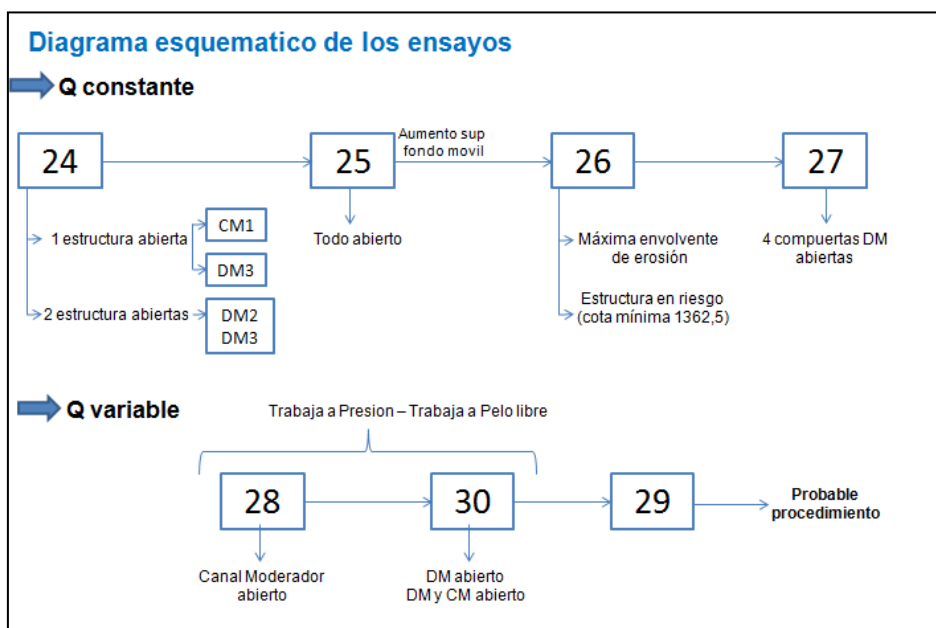 Diagrama esquematico de los ensayos
Q constante
24
25
Aumento sup
fondo movil
26
27
1 estructura abierta
CM1
DM3
2 estructura abiertas
DM2
DM3
Todo abierto
Máxima envolvente
de erosión
Estructura en riesgo
(cota mínima 1362,5)
4 compuertas DM
abiertas
Q variable
Trabaja a Presion – Trabaja a Pelo libre
28
30
29
Probable
procedimiento
Canal Moderador
abierto
DM abierto
DM y CM abierto